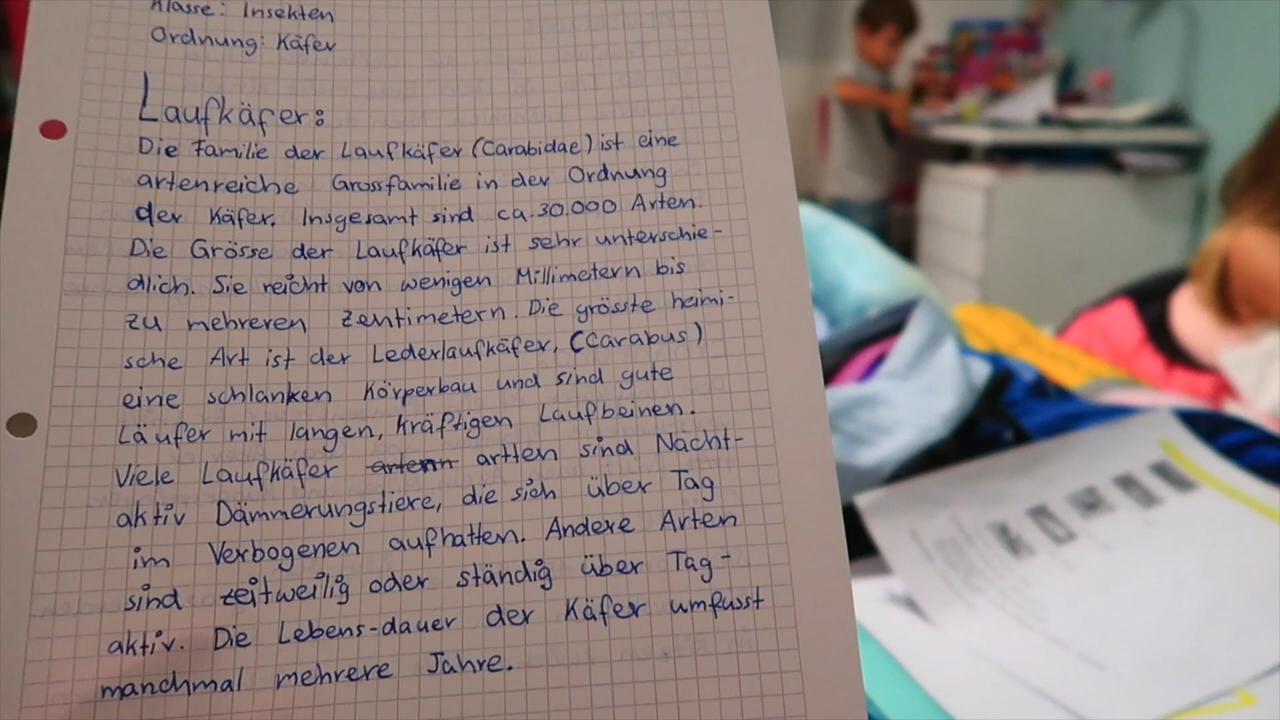 Klasse: Insekten
Ordnung: Käfer
Laufkäfer:
Die Familie der Laufkäfer (Carabidae) ist eine
artenreiche Grossfamilie in der Ordnung
der Käfer. Insgesamt sind ca. 30.000 Arten.
Die Grösse der Laufkäfer ist sehr unterschie-
dlich. Sie reicht von wenigen Millimetern bis
zu mehreren Zentimetern. Die grösste heimi-
sche Art ist der Lederlaufkäfer, (Carabus)
eine schlanken Körperbau und sind gute
Läufer mit langen, kräftigen Laufbeinen.
Viele Laufkäfer artenn artten sind Nacht-
aktiv Dämmerungstiere, die sich über Tag
im Verbogenen aufhatten. Andere Arten
sind zeitweilig oder ständig über Tag-
aktiv. Die Lebens-dauer der Käfer umfusst
manchmal mehrere Jahre.